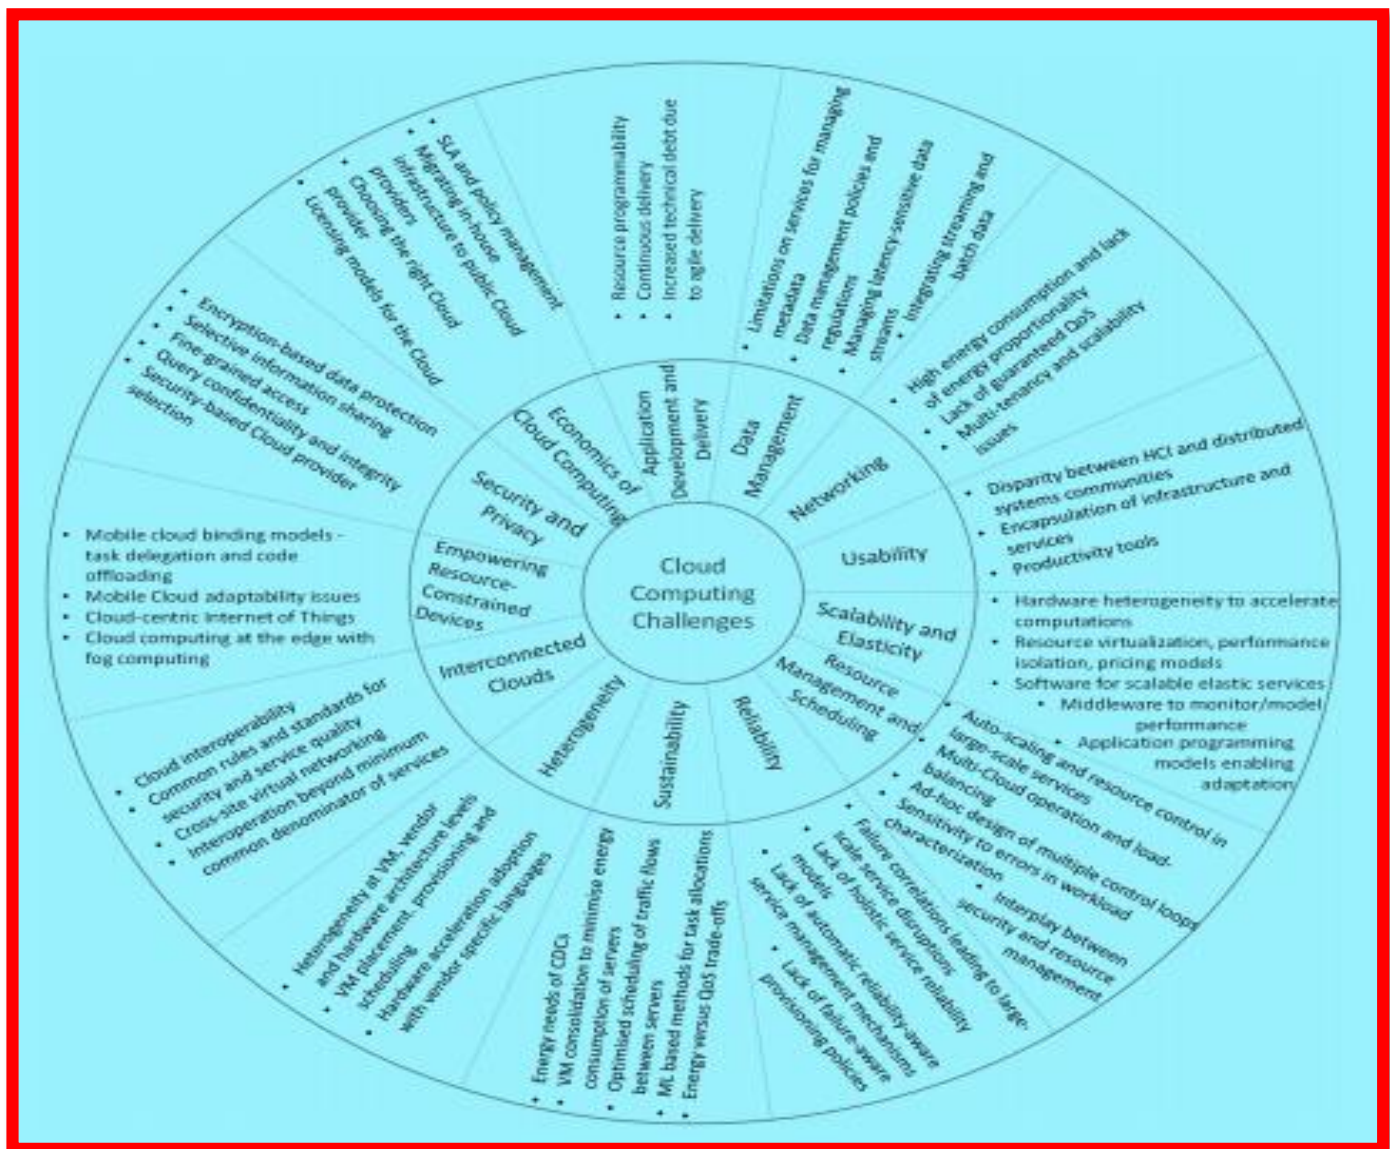 Cloud
Computing
Challenges
Application
Development and
Delivery
Data
Management
Networking
Usability
Scalability and
Elasticity
Resource
Management and
Scheduling
Reliability
Sustainability
Heterogeneity
Interconnected
Clouds
Empowering
Resource-
Constrained
Devices
Security and
Privacy
Economics of
Cloud Computing
• Resource programmability
• Continuous delivery
• Increased technical debt due
to agile delivery
• Limitations on services for managing
metadata
• Data management policies and
regulations
• Managing latency-sensitive data
streams
• Integrating streaming and
batch data
• High energy consumption and lack
of energy proportionality
• Lack of guaranteed QoS
• Multi-tenancy and scalability
issues
• Disparity between HCI and distributed
systems communities
• Encapsulation of infrastructure and
services
• Productivity tools
• Hardware heterogeneity to accelerate
computations
• Resource virtualization, performance
isolation, pricing models
• Software for scalable elastic services
• Middleware to monitor/model
performance
• Application programming
models enabling
adaptation
• Auto-scaling and resource control in
large-scale services
• Multi-Cloud operation and load-
balancing
• Ad-hoc design of multiple control loops
• Sensitivity to errors in workload
characterization
• Interplay between
security and resource
management
• Failure correlations leading to large-
scale service disruptions
• Lack of holistic service reliability
models
• Lack of automatic reliability-aware
service management mechanisms
• Lack of failure-aware
provisioning policies
• Energy needs of CDCs
• VM consolidation to minimise energy
consumption of servers
• Optimised scheduling of traffic flows
between servers
• ML based methods for task allocations
• Energy versus QoS trade-offs
• Heterogeneity at VM, vendor
and hardware architecture levels
• VM placement, provisioning and
scheduling
• Hardware acceleration adoption
with vendor specific languages
• Cloud interoperability
• Common rules and standards for
security and service quality
• Cross-site virtual networking
• Interoperation beyond minimum
common denominator of services
• Mobile cloud binding models -
task delegation and code
offloading
• Mobile Cloud adaptability issues
• Cloud-centric Internet of Things
• Cloud computing at the edge with
fog computing
• Encryption-based data protection
• Selective information sharing
• Fine-grained access
• Query confidentiality and integrity
• Security-based Cloud provider
selection
• SLA and policy management
• Migrating in-house
infrastructure to public Cloud
providers
• Choosing the right Cloud
provider
• Licensing models for the Cloud